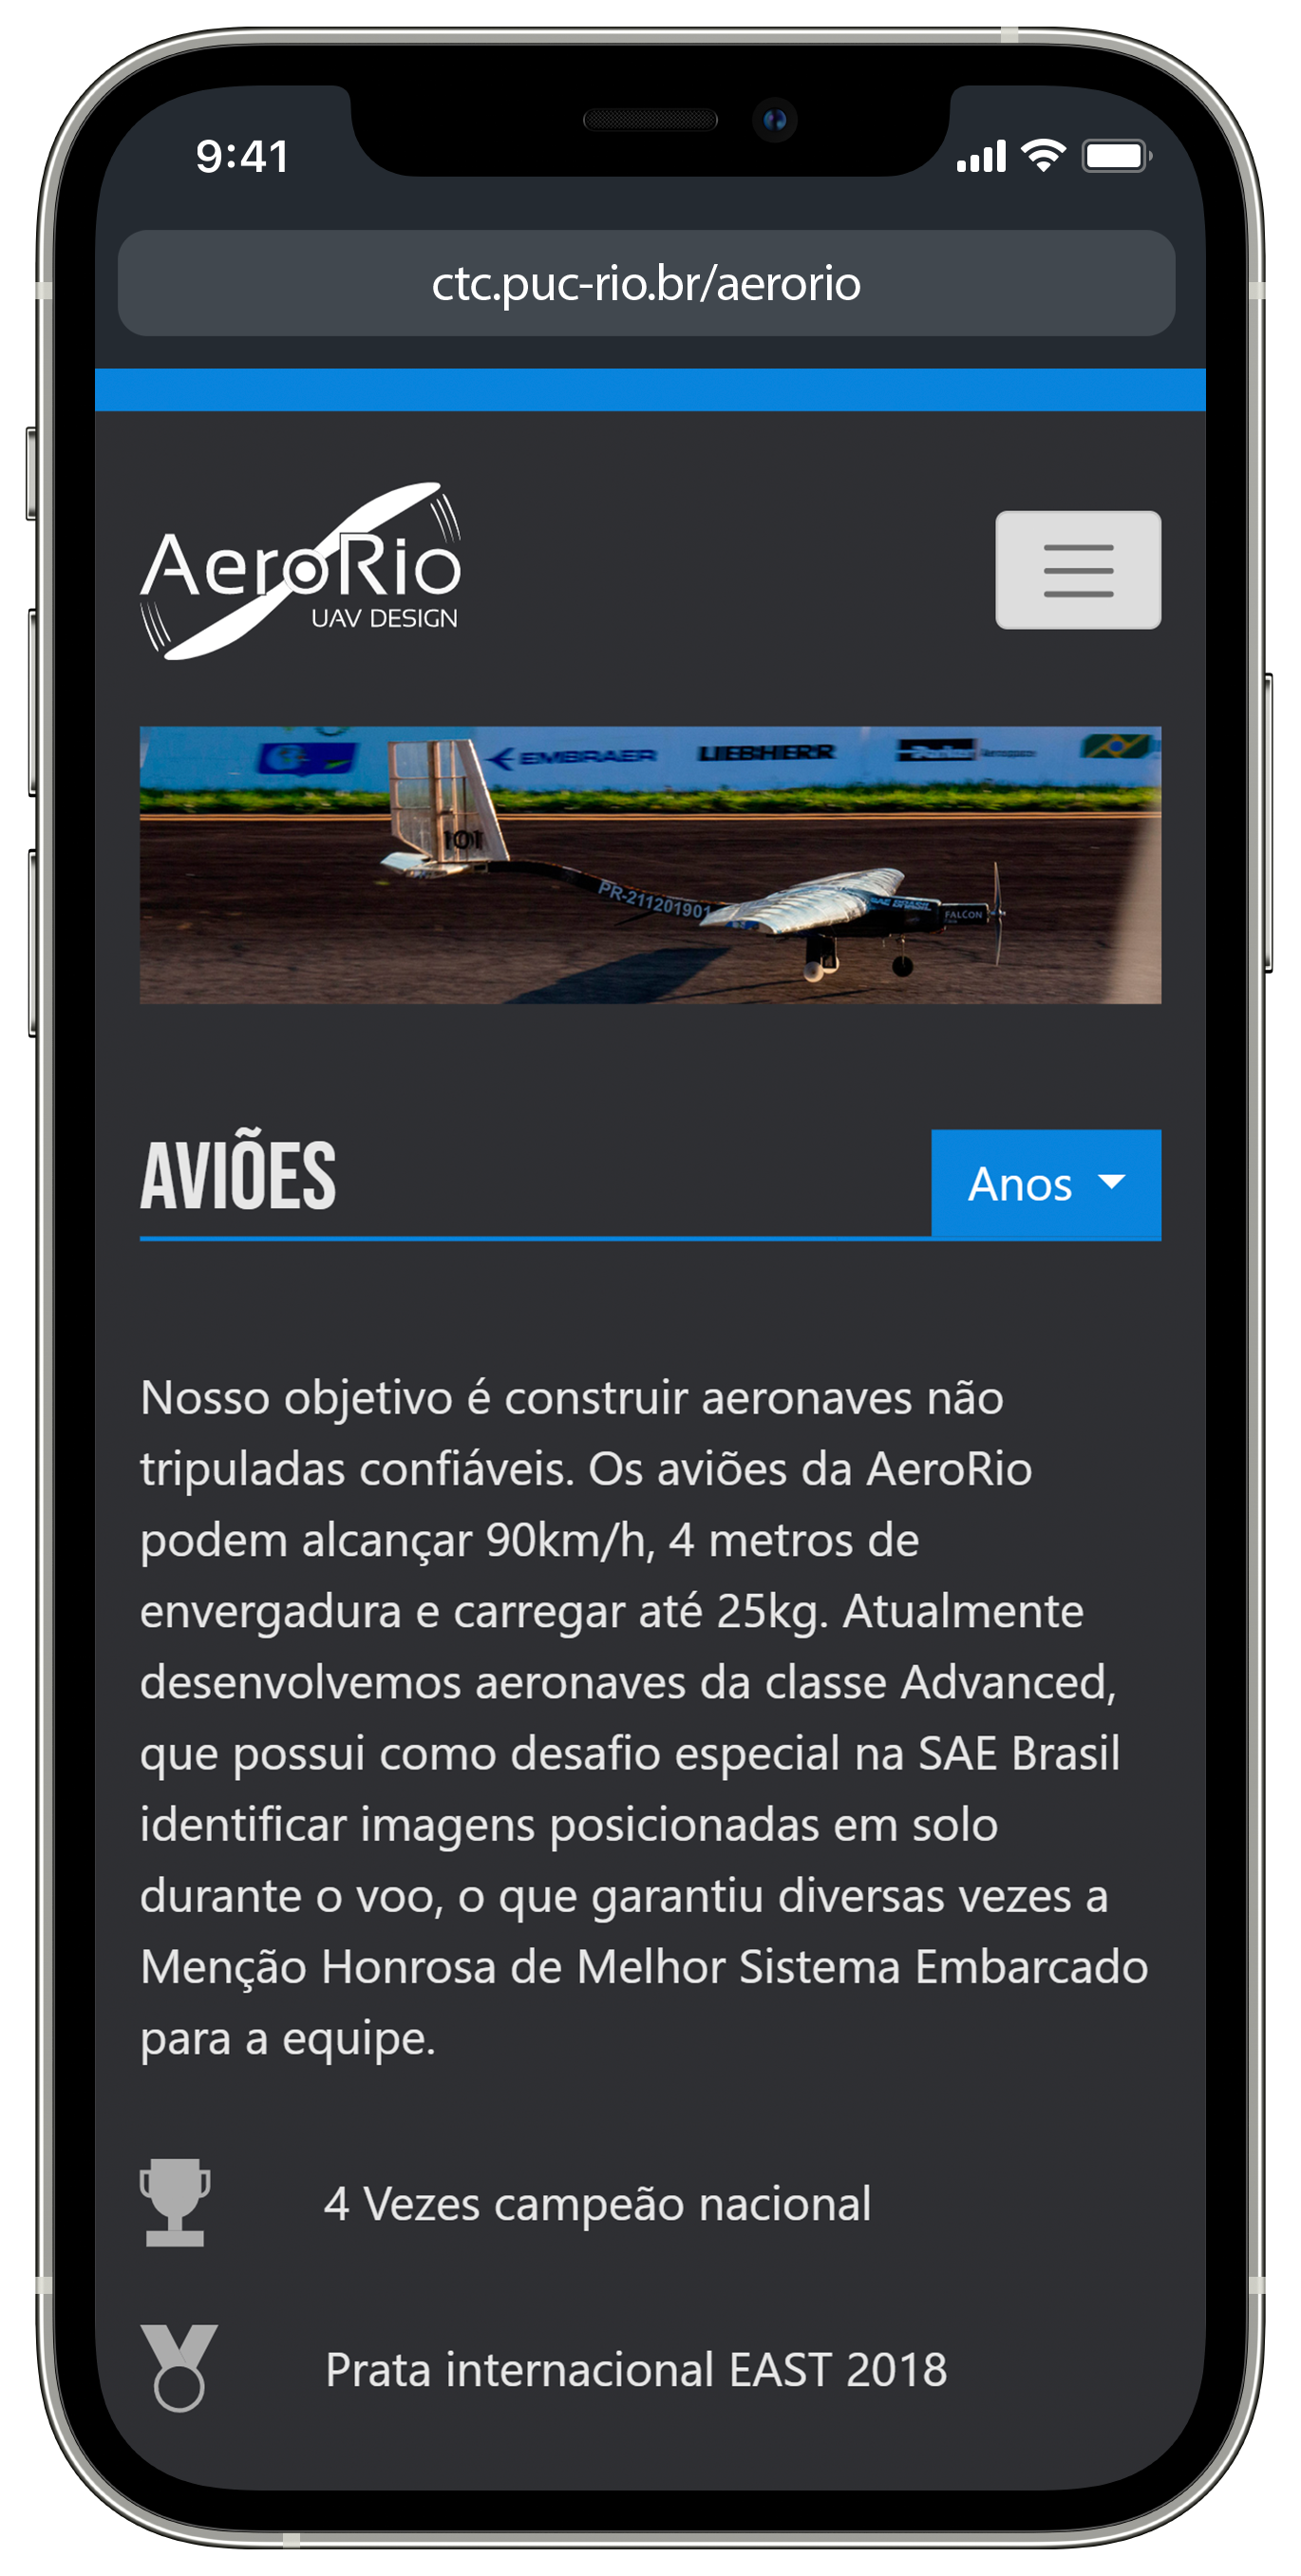 9:41
ctc.puc-rio.br/aerorio
AeroRio
UAV DESIGN
EMBRAER
LIEBHERR
101
PR-211201901
SAE BRASIL
FALCON
AVIÕES
Anos
Nosso objetivo é construir aeronaves não
tripuladas confiáveis. Os aviões da AeroRio
podem alcançar 90km/h, 4 metros de
envergadura e carregar até 25kg. Atualmente
desenvolvemos aeronaves da classe Advanced,
que possui como desafio especial na SAE Brasil
identificar imagens posicionadas em solo
durante o voo, o que garantiu diversas vezes a
Menção Honrosa de Melhor Sistema Embarcado
para a equipe.
4 Vezes campeão nacional
Prata internacional EAST 2018